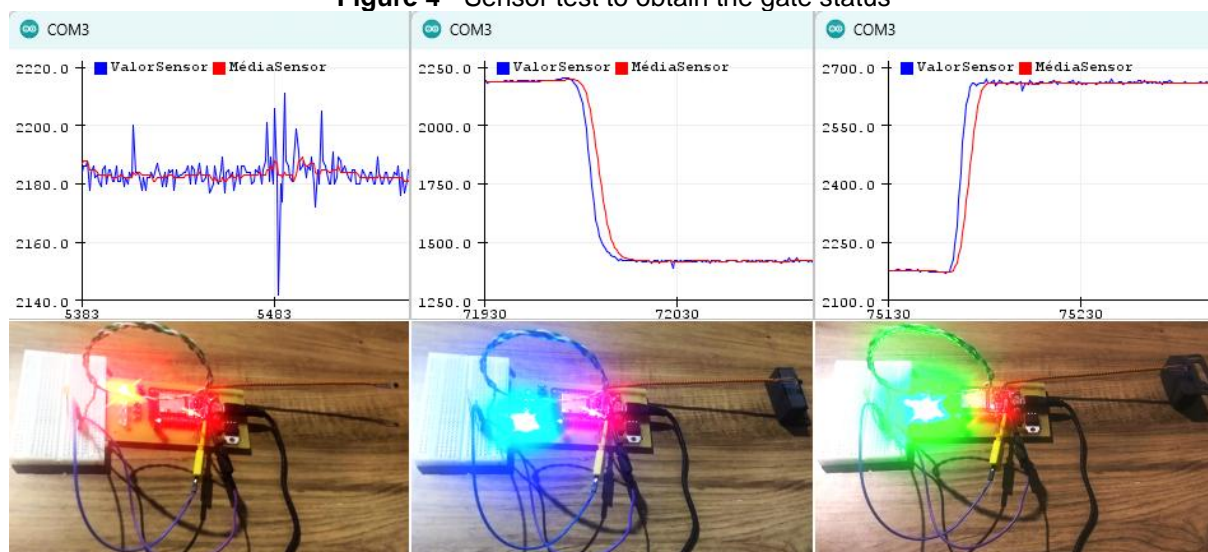 Figure 4 - Sensor test to obtain the gate status
COM3
ValorSensor MédiaSensor
2220.0
2200.0
2180.0
2160.0
2140.0
5383 5483
COM3
ValorSensor MédiaSensor
2250.0
2000.0
1750.0
1500.0
1250.0
71930 72030
COM3
ValorSensor MédiaSensor
2700.0
2550.0
2400.0
2250.0
2100.0
75130 75230